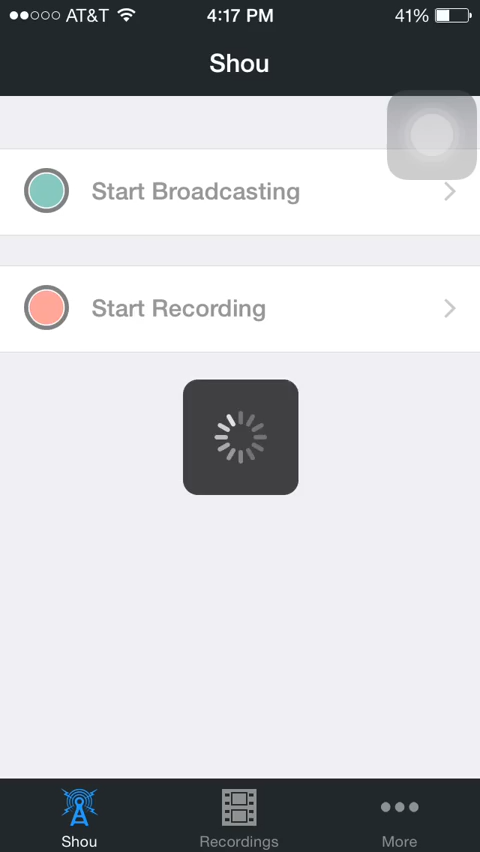 AT&T 4:17 PM 41%
Shou
Start Broadcasting
Start Recording
Shou Recordings More